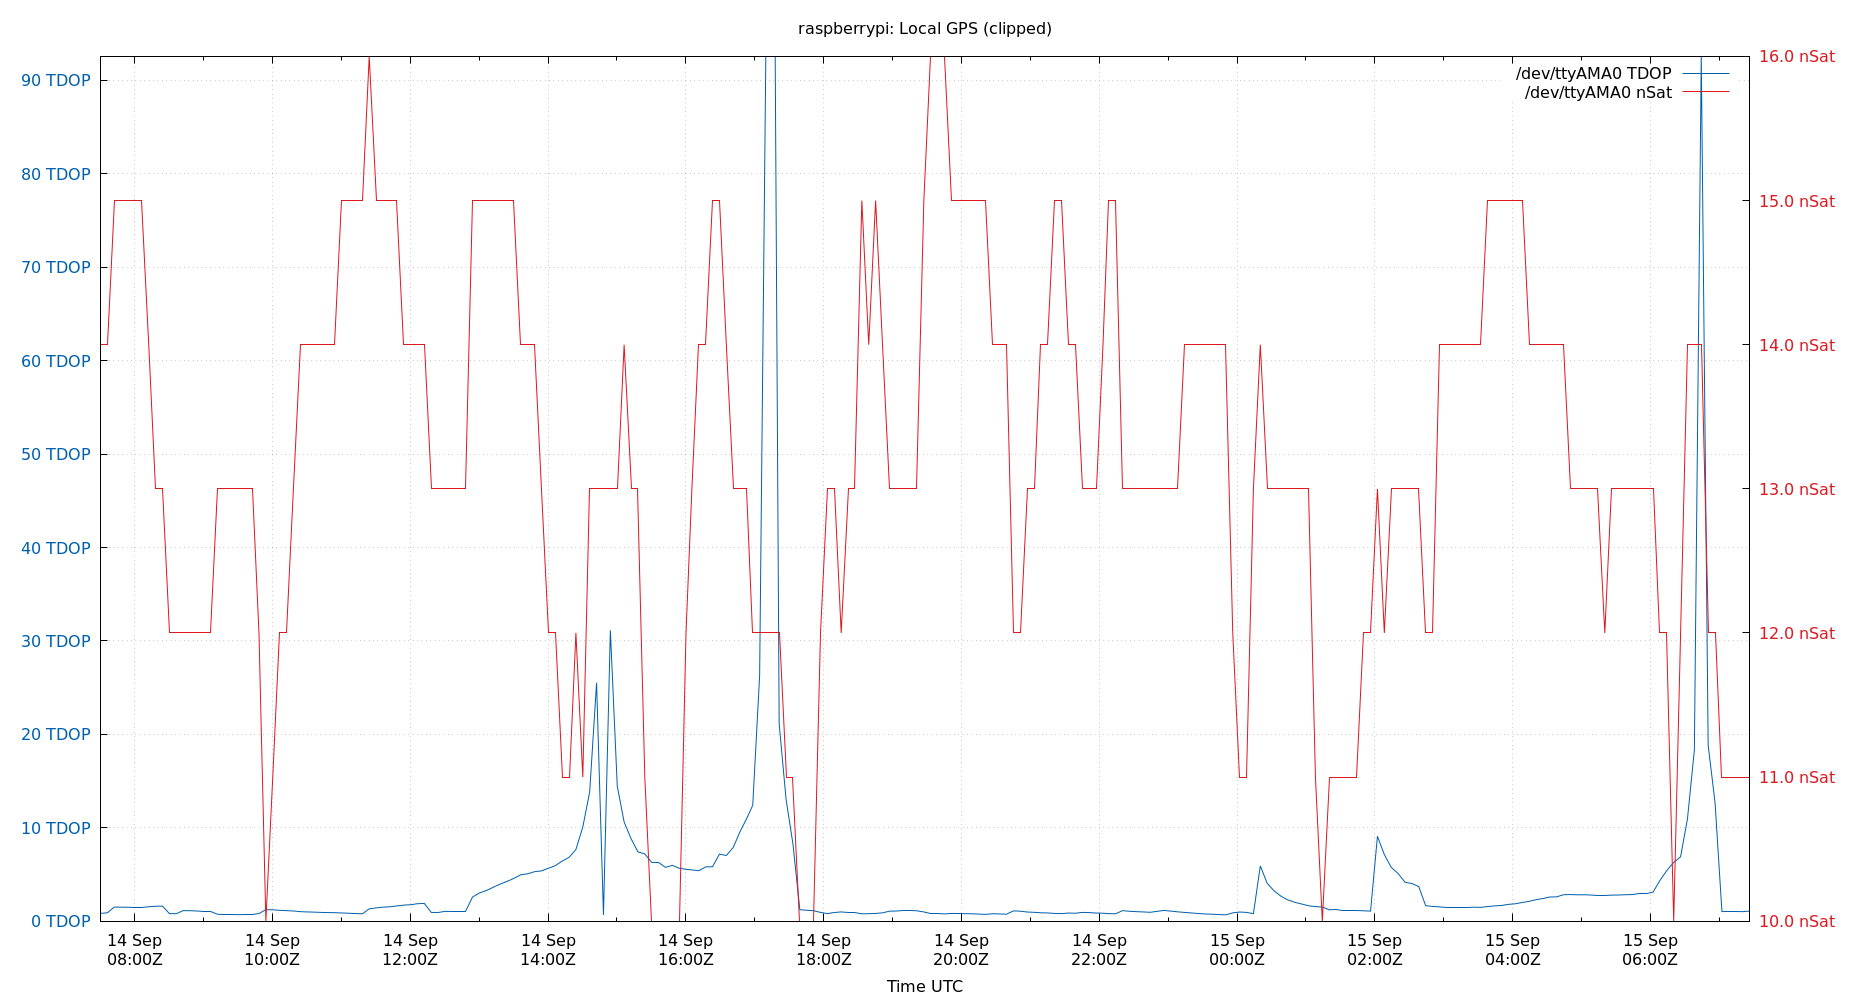 raspberrypi: Local GPS (clipped)
90 TDOP
80 TDOP
70 TDOP
60 TDOP
50 TDOP
40 TDOP
30 TDOP
20 TDOP
10 TDOP
0 TDOP
16.0 nSat
15.0 nSat
14.0 nSat
13.0 nSat
12.0 nSat
11.0 nSat
10.0 nSat
/dev/ttyAMA0 TDOP
/dev/ttyAMA0 nSat
14 Sep
08:00Z
14 Sep
10:00Z
14 Sep
12:00Z
14 Sep
14:00Z
14 Sep
16:00Z
14 Sep
18:00Z
14 Sep
20:00Z
14 Sep
22:00Z
15 Sep
00:00Z
15 Sep
02:00Z
15 Sep
04:00Z
15 Sep
06:00Z
Time UTC